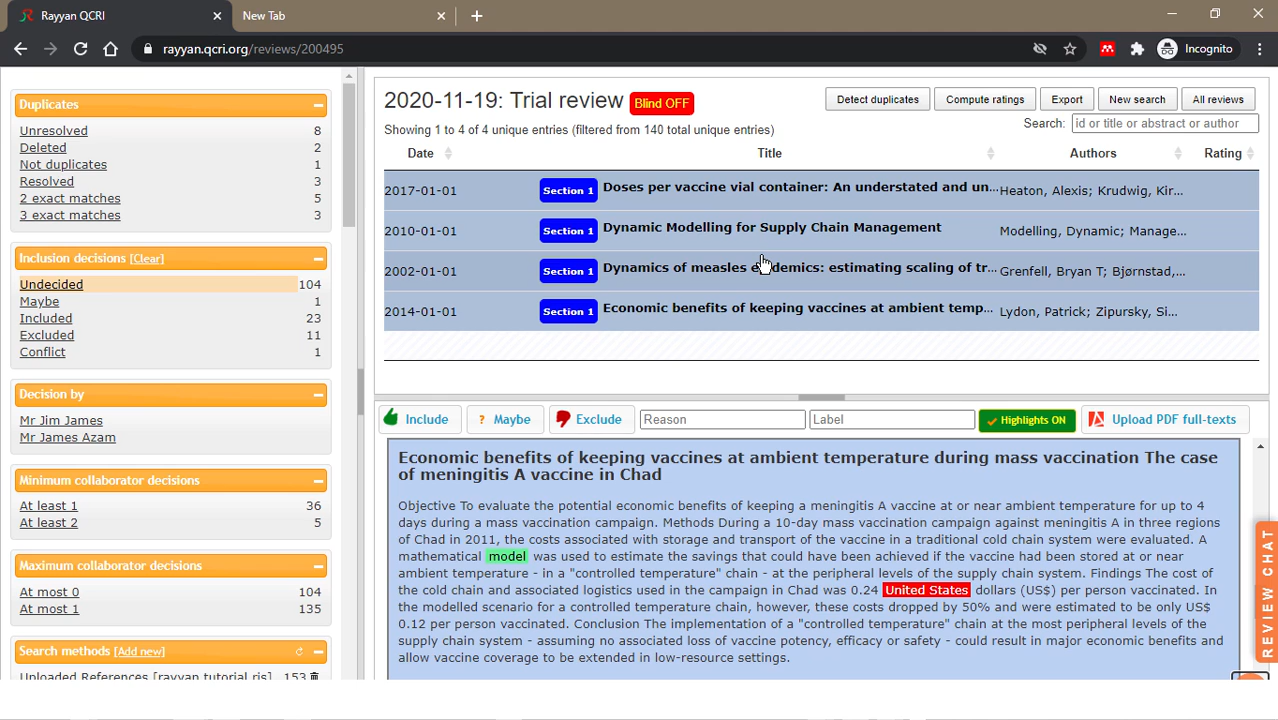 Rayyan QCRI
New Tab
rayyan.qcri.org/reviews/200495
Incognito
Duplicates
Unresolved 8
Deleted 2
Not duplicates 1
Resolved 3
2 exact matches 5
3 exact matches 3
Inclusion decisions [Clear]
Undecided 104
Maybe 1
Included 23
Excluded 11
Conflict 1
Decision by
Mr Jim James
Mr James Azam
Minimum collaborator decisions
At least 1 36
At least 2 5
Maximum collaborator decisions
At most 0 104
At most 1 135
Search methods [Add new]
Uploaded References [rayyan tutorial.ris] 153
2020-11-19: Trial review Blind OFF
Detect duplicates Compute ratings Export New search All reviews
Showing 1 to 4 of 4 unique entries (filtered from 140 total unique entries)
Search: id or title or abstract or author
Date Title Authors Rating
2017-01-01 Section 1 Doses per vaccine vial container: An understated and un... Heaton, Alexis; Krudwig, Kir...
2010-01-01 Section 1 Dynamic Modelling for Supply Chain Management Modelling, Dynamic; Manage...
2002-01-01 Section 1 Dynamics of measles epidemics: estimating scaling of tr... Grenfell, Bryan T; Bjørnstad,...
2014-01-01 Section 1 Economic benefits of keeping vaccines at ambient temp... Lydon, Patrick; Zipursky, Si...
Include ? Maybe Exclude Reason Label Highlights ON Upload PDF full-texts
Economic benefits of keeping vaccines at ambient temperature during mass vaccination The case
of meningitis A vaccine in Chad
Objective To evaluate the potential economic benefits of keeping a meningitis A vaccine at or near ambient temperature for up to 4
days during a mass vaccination campaign. Methods During a 10-day mass vaccination campaign against meningitis A in three regions
of Chad in 2011, the costs associated with storage and transport of the vaccine in a traditional cold chain system were evaluated. A
mathematical model was used to estimate the savings that could have been achieved if the vaccine had been stored at or near
ambient temperature - in a "controlled temperature" chain - at the peripheral levels of the supply chain system. Findings The cost of
the cold chain and associated logistics used in the campaign in Chad was 0.24 United States dollars (US$) per person vaccinated. In
the modelled scenario for a controlled temperature chain, however, these costs dropped by 50% and were estimated to be only US$
0.12 per person vaccinated. Conclusion The implementation of a "controlled temperature" chain at the most peripheral levels of the
supply chain system - assuming no associated loss of vaccine potency, efficacy or safety - could result in major economic benefits and
allow vaccine coverage to be extended in low-resource settings.
REVIEW CHAT